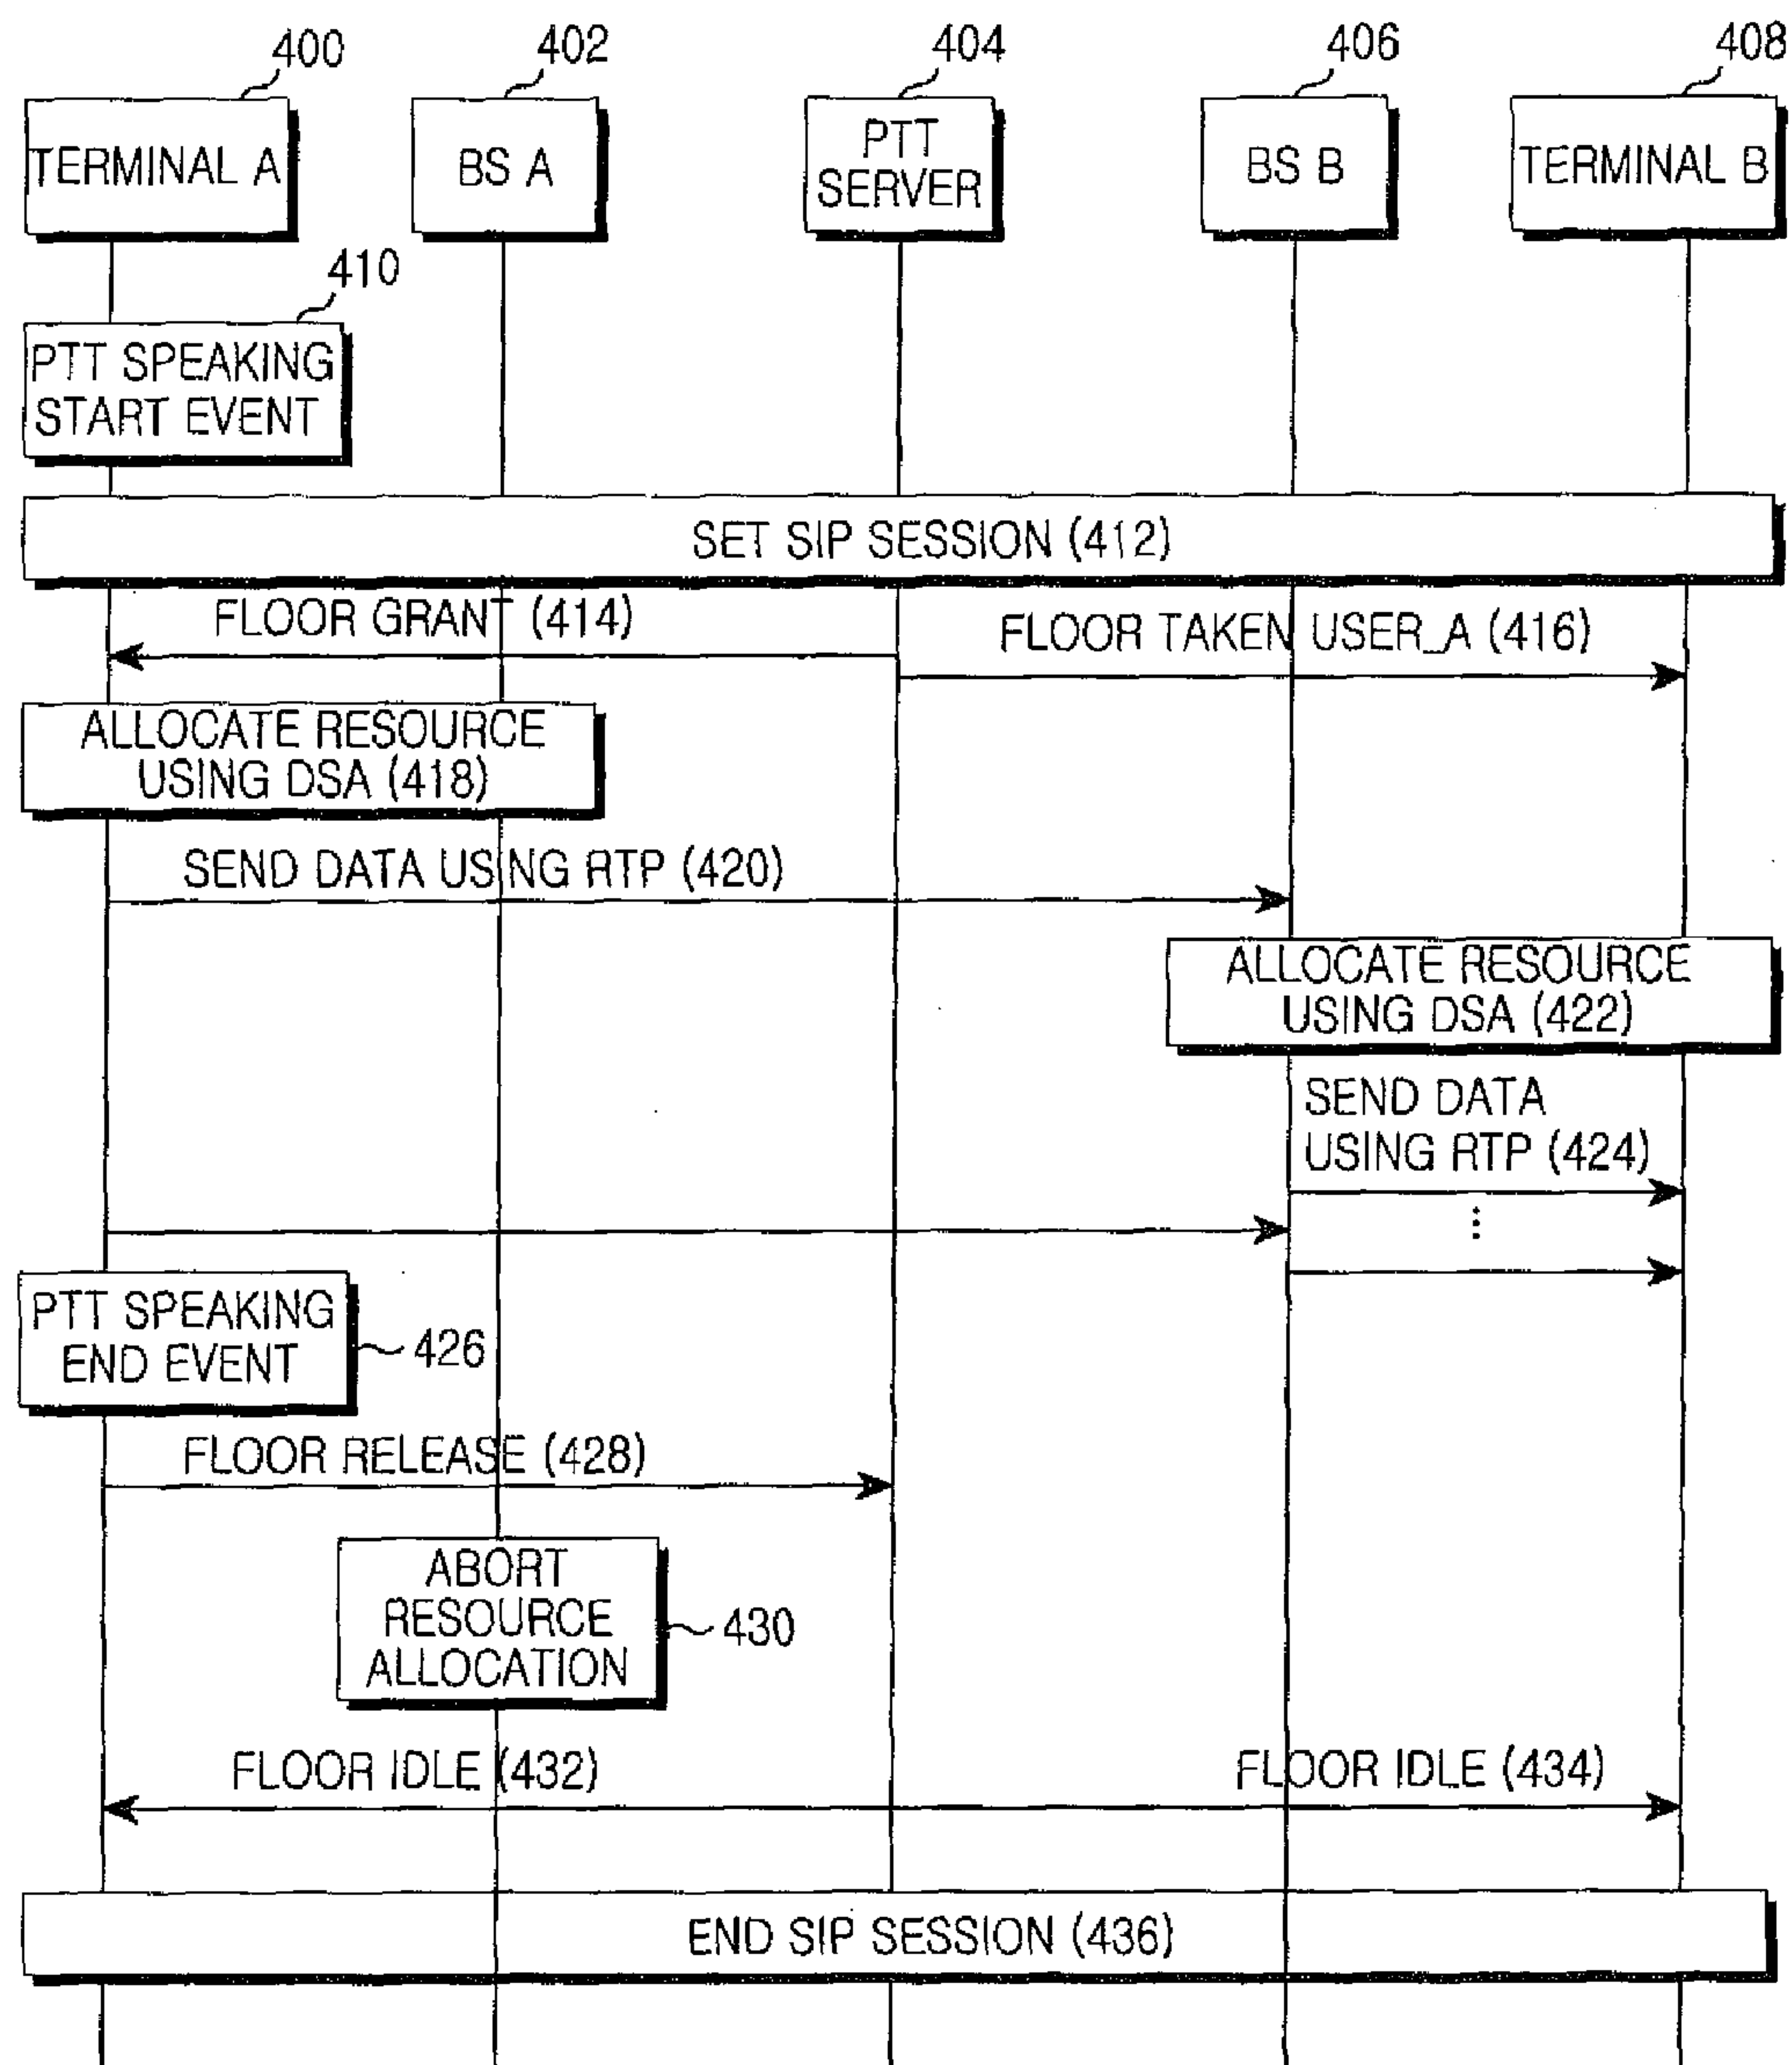 400
402
404
406
408
TERMINAL A
BS A
PTT
SERVER
BS B
TERMINAL B
410
PTT SPEAKING
START EVENT
SET SIP SESSION (412)
FLOOR GRANT (414)
FLOOR TAKEN USER_A (416)
ALLOCATE RESOURCE
USING DSA (418)
SEND DATA USING RTP (420)
ALLOCATE RESOURCE
USING DSA (422)
SEND DATA
USING RTP (424)
PTT SPEAKING
END EVENT
426
FLOOR RELEASE (428)
ABORT
RESOURCE
ALLOCATION
430
FLOOR IDLE (432)
FLOOR IDLE (434)
END SIP SESSION (436)